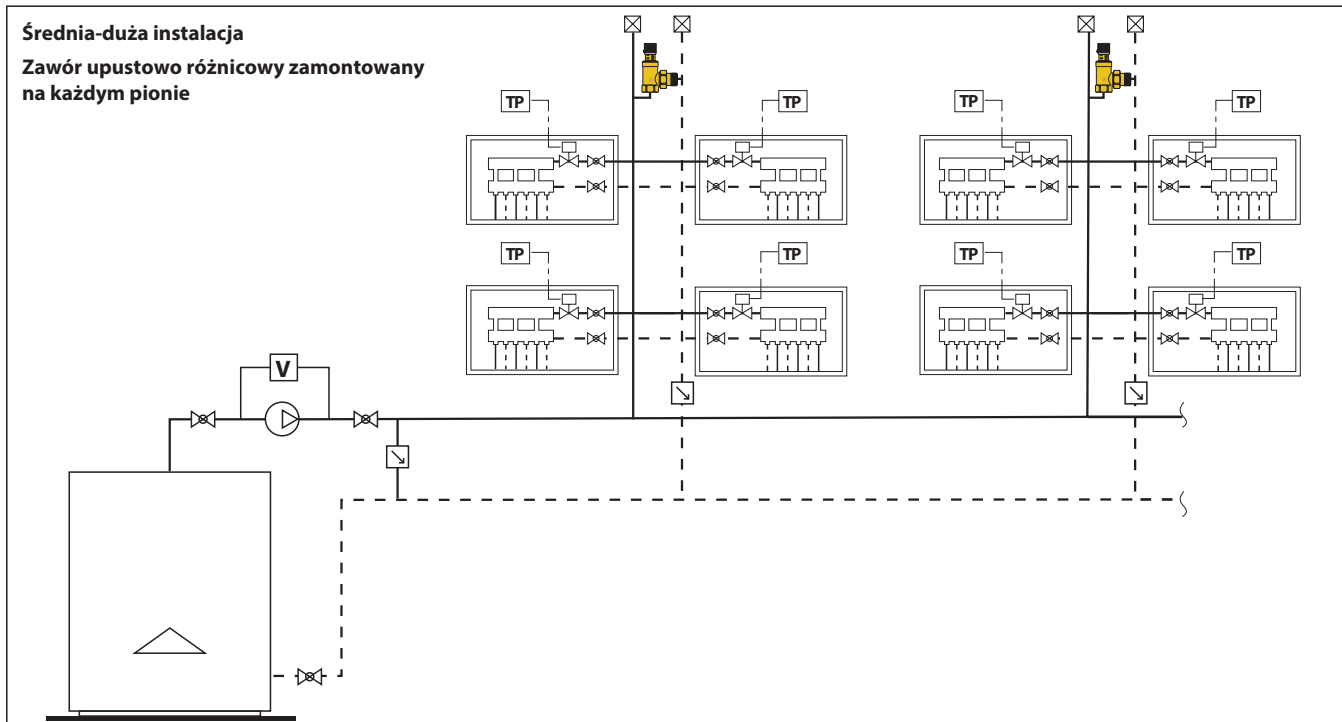 Średnia-duża instalacja
Zawór upustowo różnicowy zamontowany
na każdym pionie
TP
TP
TP
TP
TP
TP
TP
TP
V